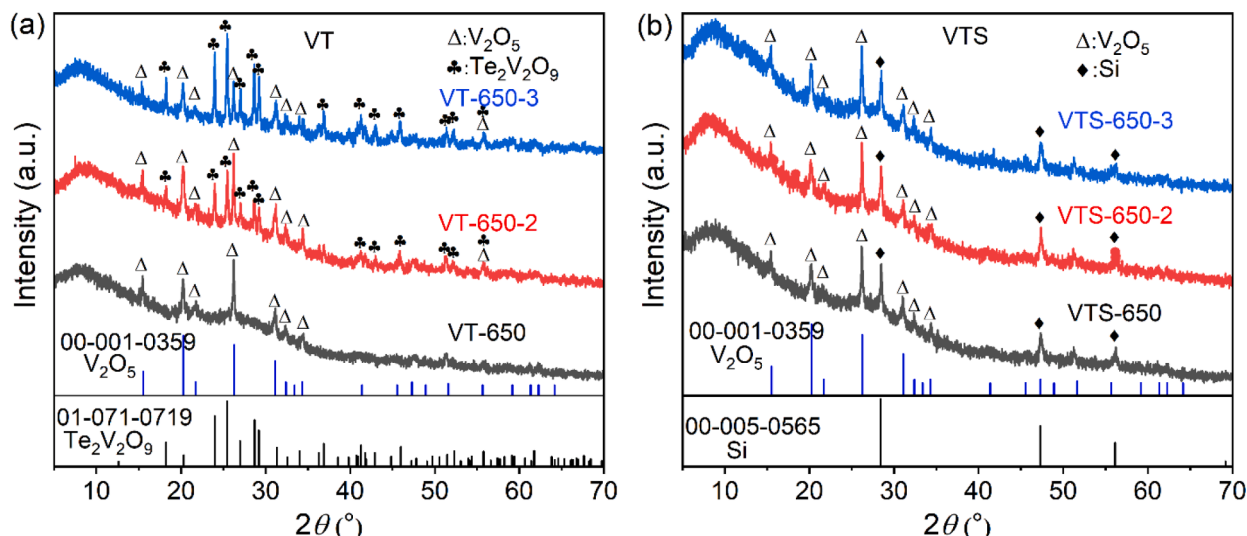 (a)
VT
Δ:V₂O₅
♣:Te₂V₂O₉
VT-650-3
VT-650-2
VT-650
00-001-0359
V₂O₅
01-071-0719
Te₂V₂O₉
Intensity (a.u.)
10 20 30 40 50 60 70
2θ (°)
(b)
VTS
Δ:V₂O₅
♦:Si
VTS-650-3
VTS-650-2
VTS-650
00-001-0359
V₂O₅
00-005-0565
Si
Intensity (a.u.)
10 20 30 40 50 60 70
2θ (°)